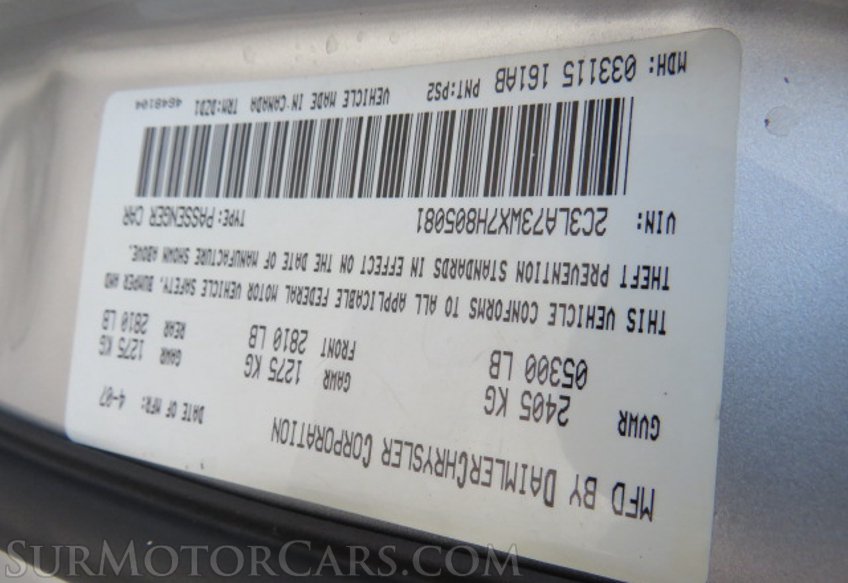 MFD BY DAIMLERCHRYSLER CORPORATION
DATE OF MFR: 4-07
GVWR 2405 KG 05300 LB
GAWR FRONT 1275 KG 2810 LB
GAWR REAR 1275 KG 2810 LB
THIS VEHICLE CONFORMS TO ALL APPLICABLE FEDERAL MOTOR VEHICLE SAFETY, BUMPER AND
THEFT PREVENTION STANDARDS IN EFFECT ON THE DATE OF MANUFACTURE SHOWN ABOVE.
VIN: 2C3LA73WX7H805081 TYPE: PASSENGER CAR
MDH: 033115 161AB PNT:PS2 VEHICLE MADE IN CANADA TRM:DZD1 4648104
SURMOTORCARS.COM